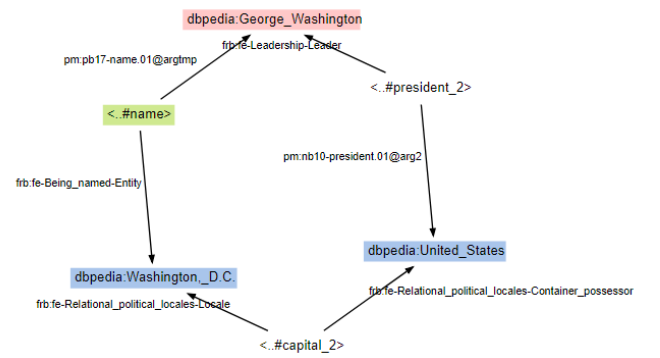 dbpedia:George_Washington
frb:fe-Leadership-Leader
pm:pb17-name.01@argtmp
<..#president_2>
<..#name>
pm:nb10-president.01@arg2
frb:fe-Being_named-Entity
dbpedia:United_States
dbpedia:Washington,_D.C.
frb:fe-Relational_political_locales-Container_possessor
frb:fe-Relational_political_locales-Locale
<..#capital_2>